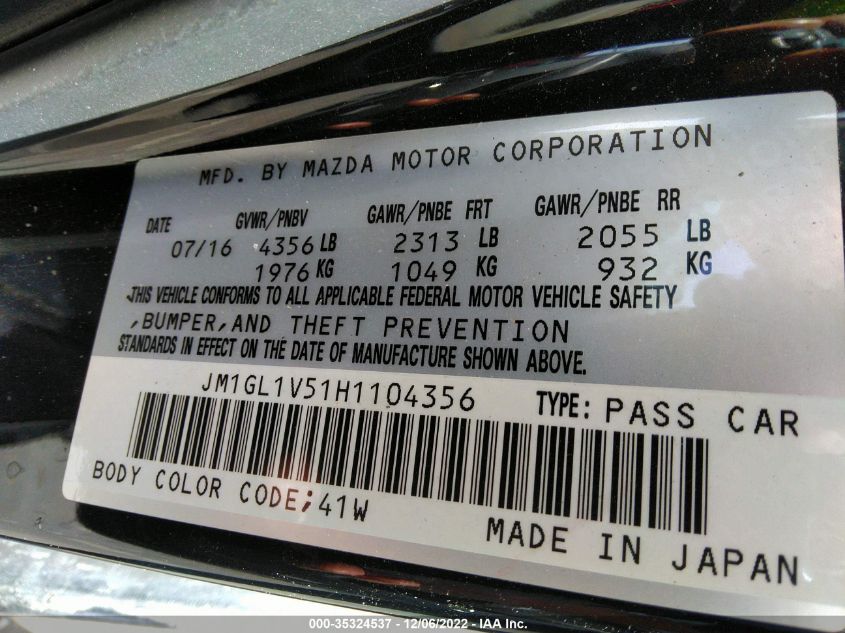 MFD. BY MAZDA MOTOR CORPORATION
DATE GVWR/PNBV GAWR/PNBE FRT GAWR/PNBE RR
07/16 4356 LB 2313 LB 2055 LB
1976 KG 1049 KG 932 KG
THIS VEHICLE CONFORMS TO ALL APPLICABLE FEDERAL MOTOR VEHICLE SAFETY
,BUMPER,AND THEFT PREVENTION
STANDARDS IN EFFECT ON THE DATE OF MANUFACTURE SHOWN ABOVE.
JM1GL1V51H1104356 TYPE: PASS CAR
BODY COLOR CODE;41W
MADE IN JAPAN
000-35324537 - 12/06/2022 - IAA Inc.